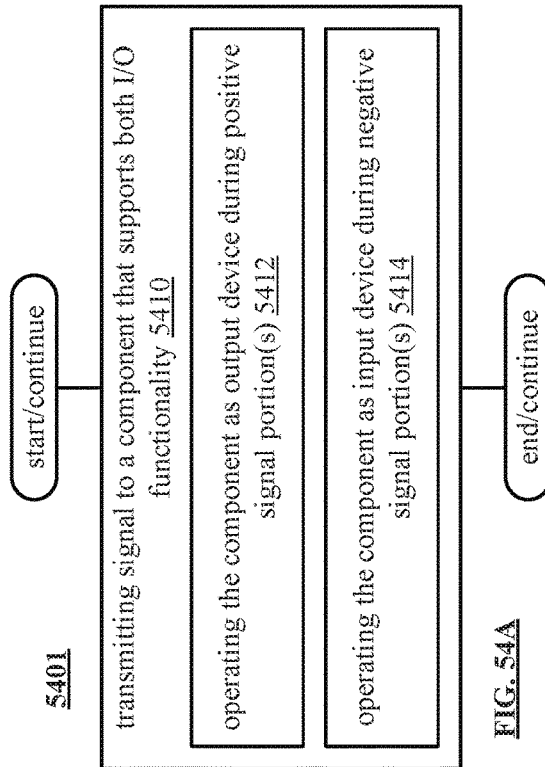 5401
start/continue
transmitting signal to a component that supports both I/O
functionality 5410
operating the component as output device during positive
signal portion(s) 5412
operating the component as input device during negative
signal portion(s) 5414
end/continue
FIG. 54A